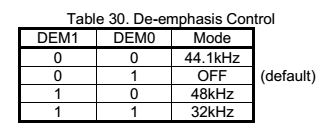 Table 30. De-emphasis Control
DEM1 DEM0 Mode
0 0 44.1kHz
0 1 OFF (default)
1 0 48kHz
1 1 32kHz